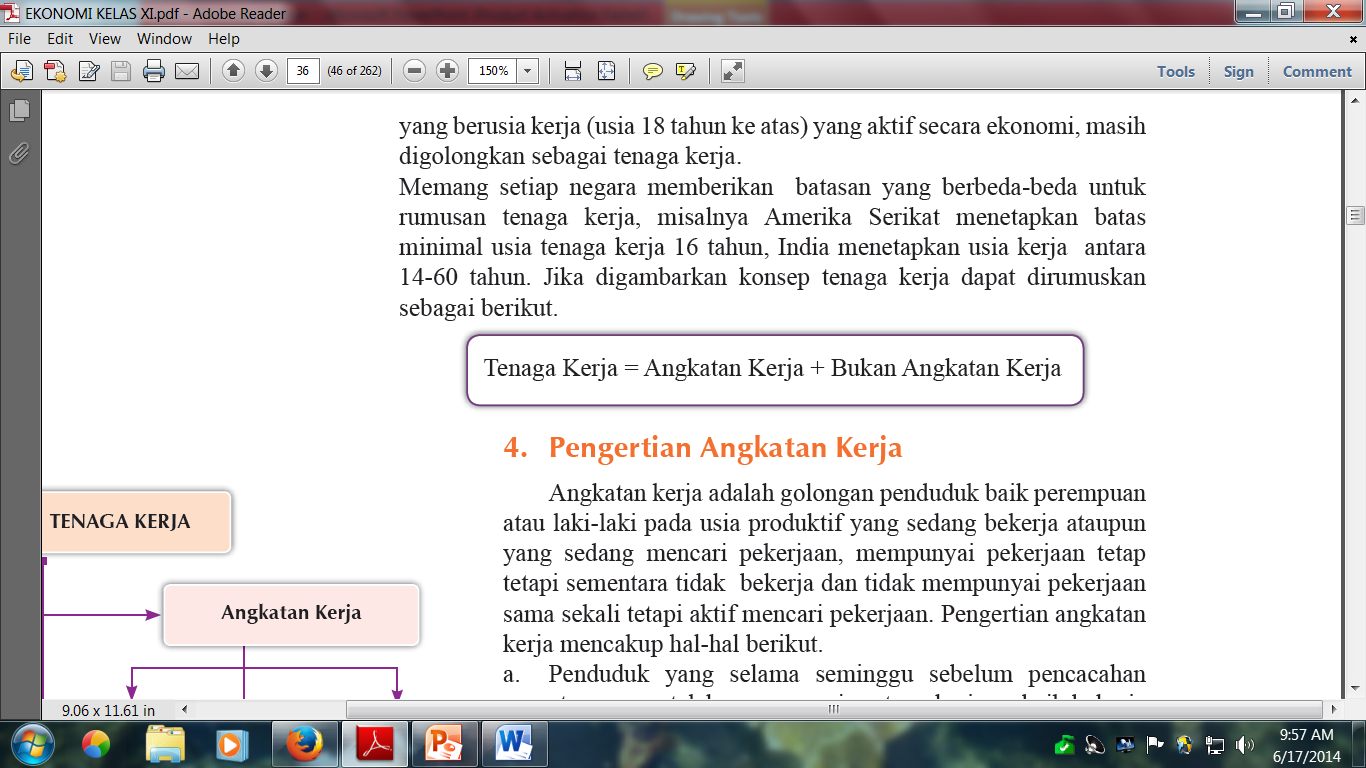 EKONOMI KELAS XI.pdf - Adobe Reader
File Edit View Window Help
36 (46 of 262) 150% Tools Sign Comment
yang berusia kerja (usia 18 tahun ke atas) yang aktif secara ekonomi, masih
digolongkan sebagai tenaga kerja.
Memang setiap negara memberikan batasan yang berbeda-beda untuk
rumusan tenaga kerja, misalnya Amerika Serikat menetapkan batas
minimal usia tenaga kerja 16 tahun, India menetapkan usia kerja antara
14-60 tahun. Jika digambarkan konsep tenaga kerja dapat dirumuskan
sebagai berikut.
Tenaga Kerja = Angkatan Kerja + Bukan Angkatan Kerja
4. Pengertian Angkatan Kerja
Angkatan kerja adalah golongan penduduk baik perempuan
atau laki-laki pada usia produktif yang sedang bekerja ataupun
yang sedang mencari pekerjaan, mempunyai pekerjaan tetap
tetapi sementara tidak bekerja dan tidak mempunyai pekerjaan
sama sekali tetapi aktif mencari pekerjaan. Pengertian angkatan
kerja mencakup hal-hal berikut.
a. Penduduk yang selama seminggu sebelum pencacahan
TENAGA KERJA
Angkatan Kerja
9.06 x 11.61 in
9:57 AM
6/17/2014